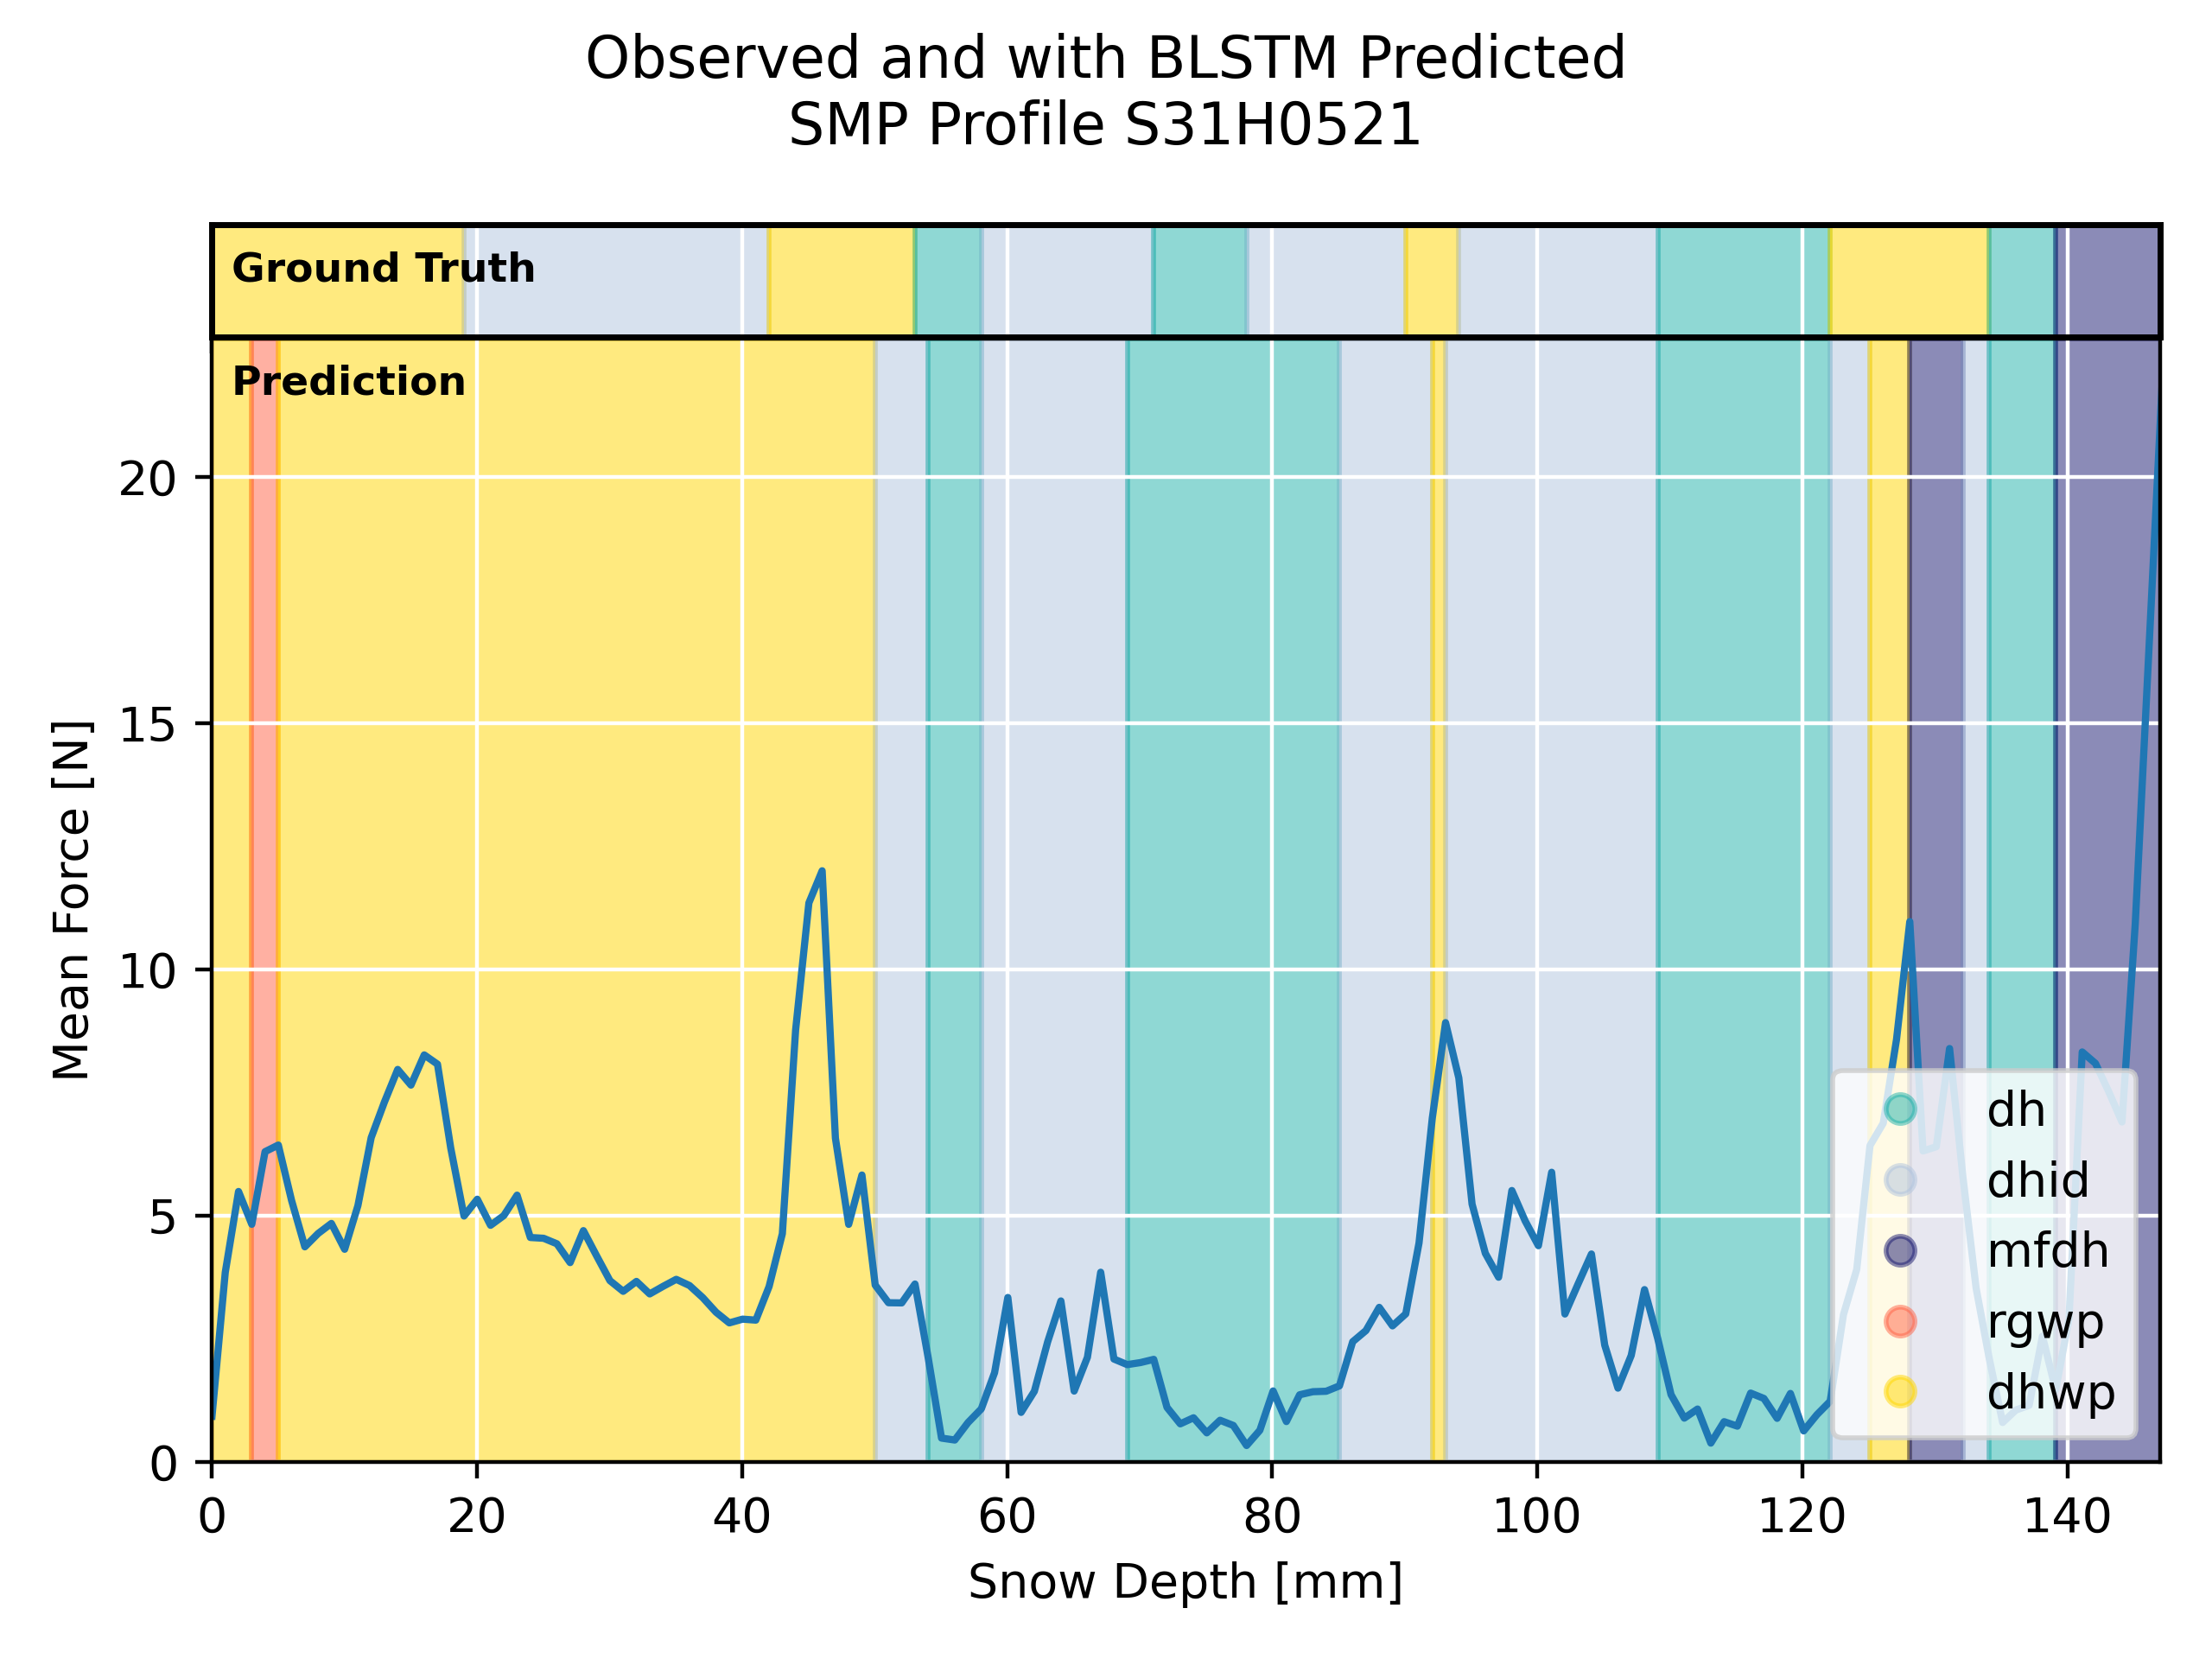 Observed and with BLSTM Predicted
SMP Profile S31H0521
Ground Truth
Prediction
20
15
10
5
0
Mean Force [N]
dh
dhid
mfdh
rgwp
dhwp
0 20 40 60 80 100 120 140
Snow Depth [mm]